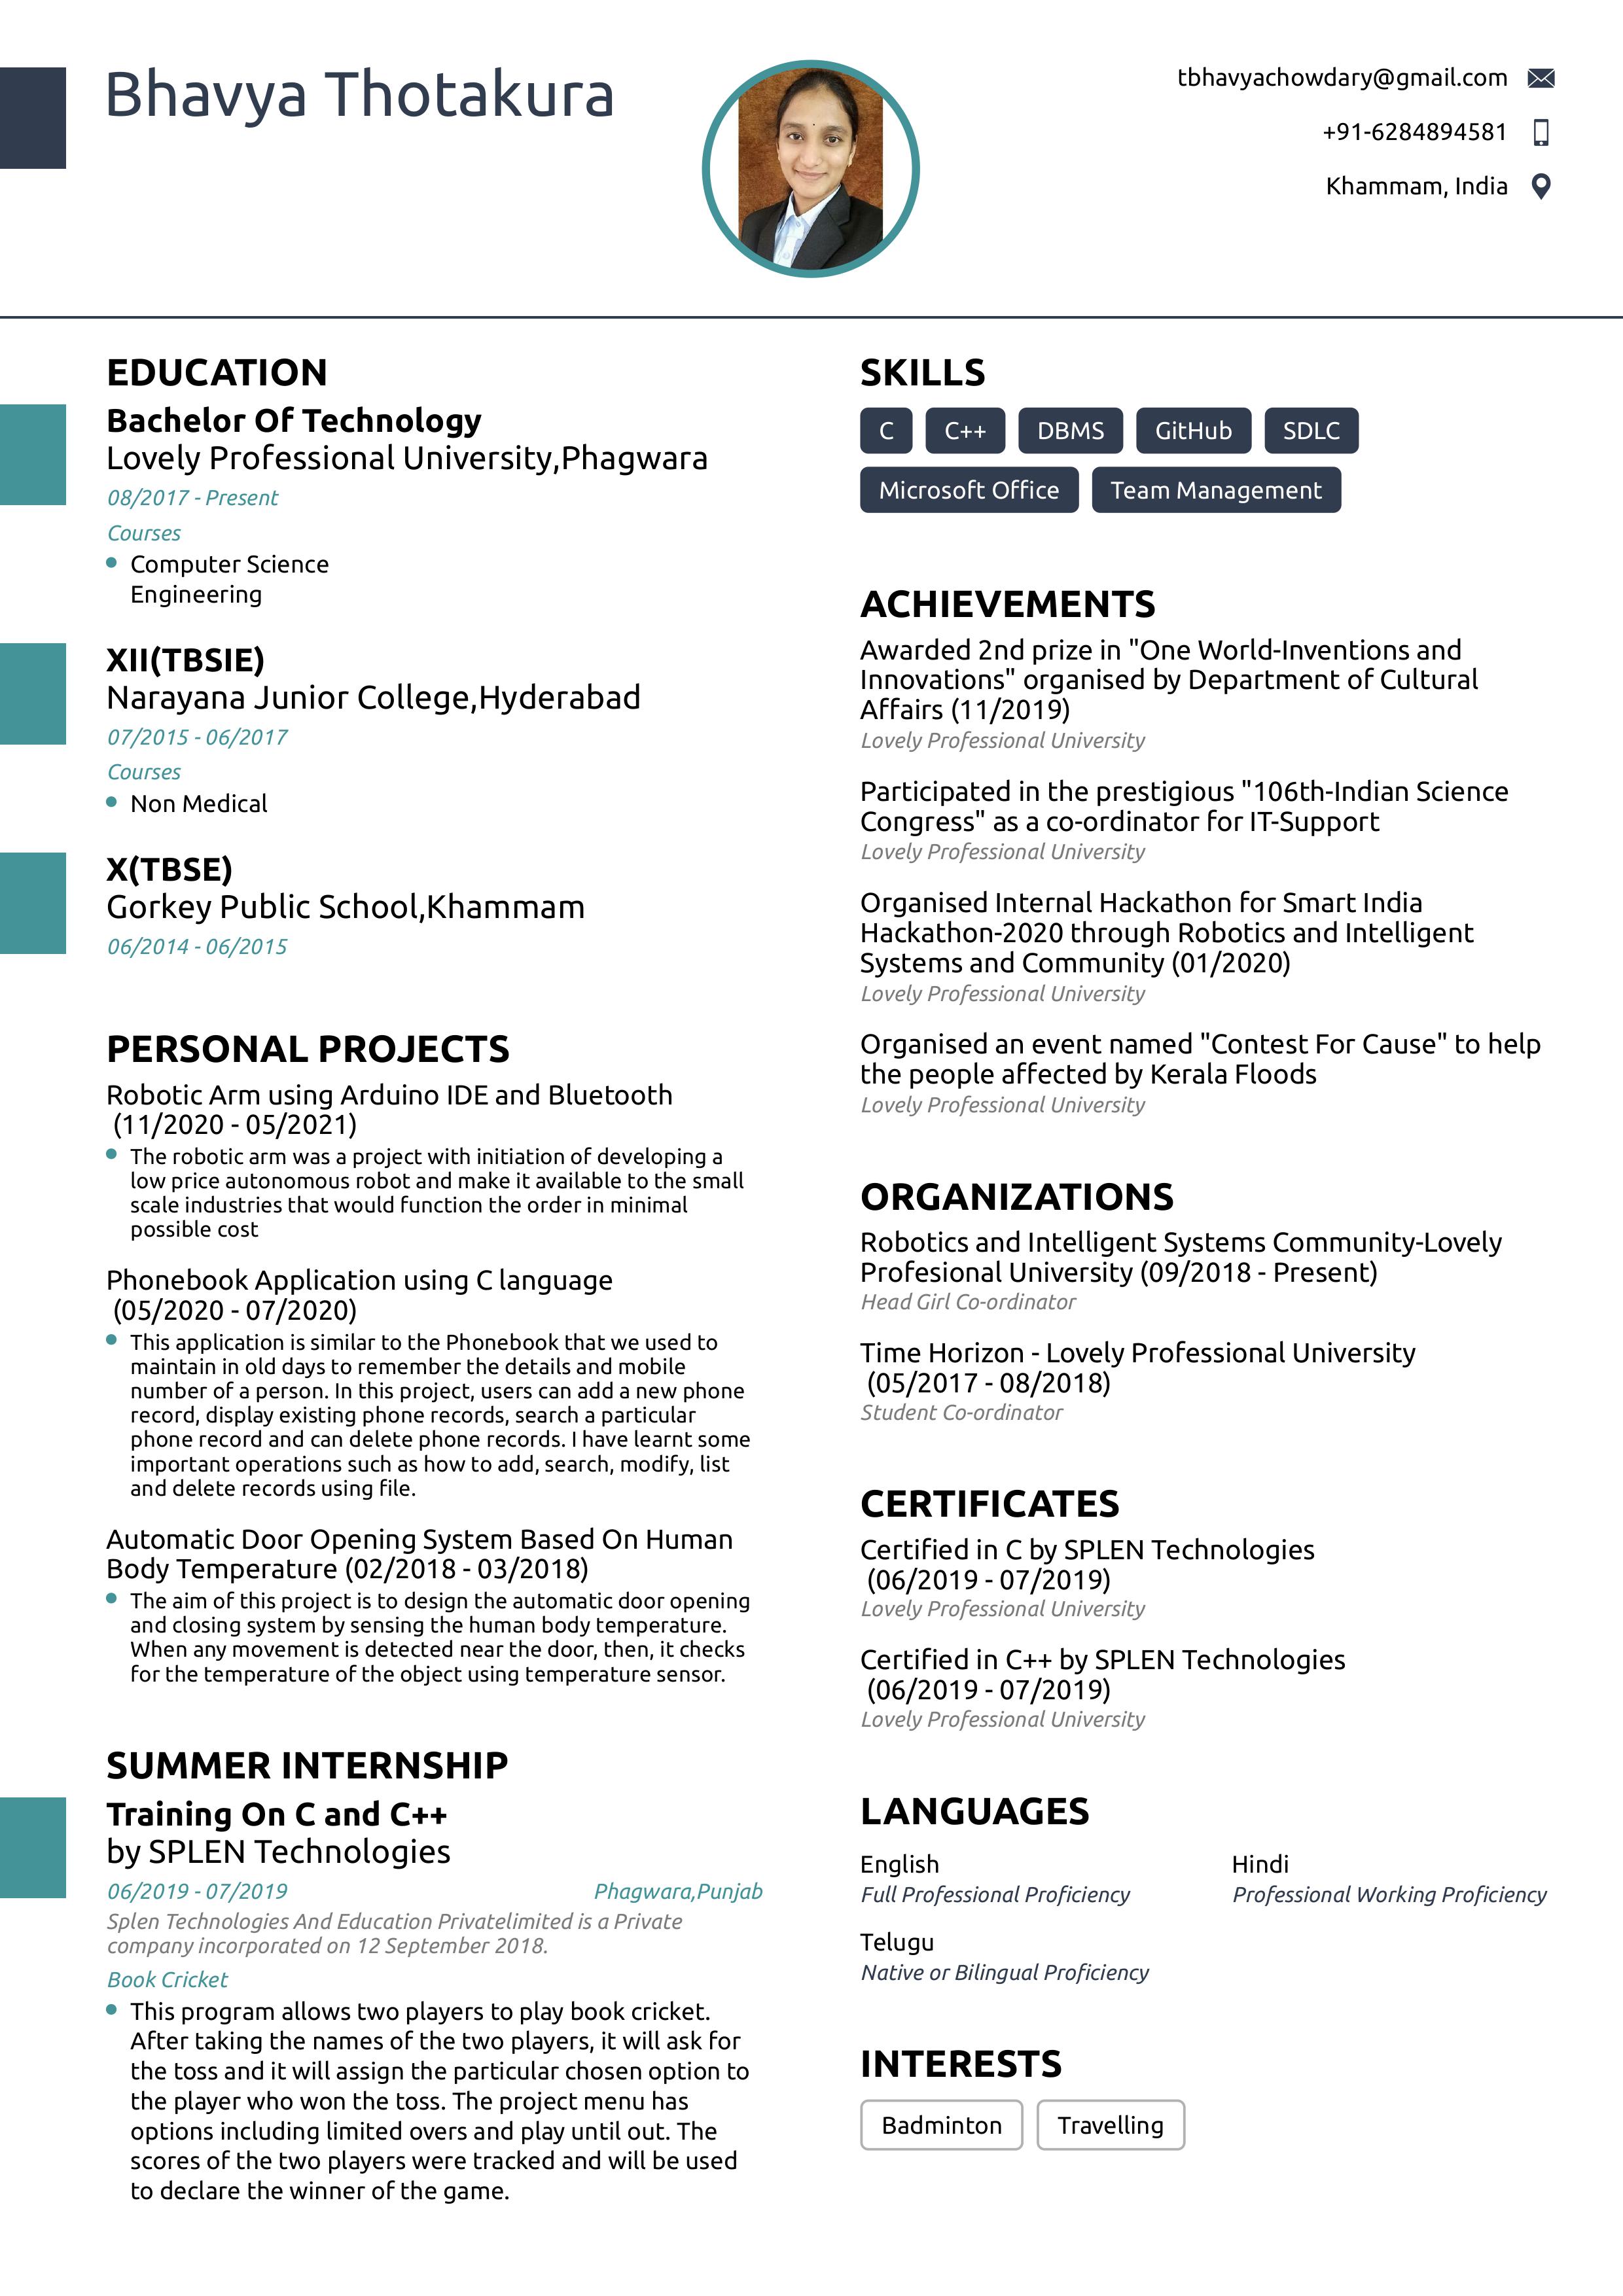 Bhavya Thotakura
tbhavyachowdary@gmail.com
+91-6284894581
Khammam, India
EDUCATION
Bachelor Of Technology
Lovely Professional University,Phagwara
08/2017 - Present
Courses
Computer Science
Engineering
XII(TBSIE)
Narayana Junior College,Hyderabad
07/2015 - 06/2017
Courses
Non Medical
X(TBSE)
Gorkey Public School,Khammam
06/2014 - 06/2015
PERSONAL PROJECTS
Robotic Arm using Arduino IDE and Bluetooth
(11/2020 - 05/2021)
The robotic arm was a project with initiation of developing a
low price autonomous robot and make it available to the small
scale industries that would function the order in minimal
possible cost
Phonebook Application using C language
(05/2020 - 07/2020)
This application is similar to the Phonebook that we used to
maintain in old days to remember the details and mobile
number of a person. In this project, users can add a new phone
record, display existing phone records, search a particular
phone record and can delete phone records. I have learnt some
important operations such as how to add, search, modify, list
and delete records using file.
Automatic Door Opening System Based On Human
Body Temperature (02/2018 - 03/2018)
The aim of this project is to design the automatic door opening
and closing system by sensing the human body temperature.
When any movement is detected near the door, then, it checks
for the temperature of the object using temperature sensor.
SUMMER INTERNSHIP
Training On C and C++
by SPLEN Technologies
06/2019 - 07/2019 Phagwara,Punjab
Splen Technologies And Education Privatelimited is a Private
company incorporated on 12 September 2018.
Book Cricket
This program allows two players to play book cricket.
After taking the names of the two players, it will ask for
the toss and it will assign the particular chosen option to
the player who won the toss. The project menu has
options including limited overs and play until out. The
scores of the two players were tracked and will be used
to declare the winner of the game.
SKILLS
C C++ DBMS GitHub SDLC
Microsoft Office Team Management
ACHIEVEMENTS
Awarded 2nd prize in "One World-Inventions and
Innovations" organised by Department of Cultural
Affairs (11/2019)
Lovely Professional University
Participated in the prestigious "106th-Indian Science
Congress" as a co-ordinator for IT-Support
Lovely Professional University
Organised Internal Hackathon for Smart India
Hackathon-2020 through Robotics and Intelligent
Systems and Community (01/2020)
Lovely Professional University
Organised an event named "Contest For Cause" to help
the people affected by Kerala Floods
Lovely Professional University
ORGANIZATIONS
Robotics and Intelligent Systems Community-Lovely
Profesional University (09/2018 - Present)
Head Girl Co-ordinator
Time Horizon - Lovely Professional University
(05/2017 - 08/2018)
Student Co-ordinator
CERTIFICATES
Certified in C by SPLEN Technologies
(06/2019 - 07/2019)
Lovely Professional University
Certified in C++ by SPLEN Technologies
(06/2019 - 07/2019)
Lovely Professional University
LANGUAGES
English Hindi
Full Professional Proficiency Professional Working Proficiency
Telugu
Native or Bilingual Proficiency
INTERESTS
Badminton Travelling